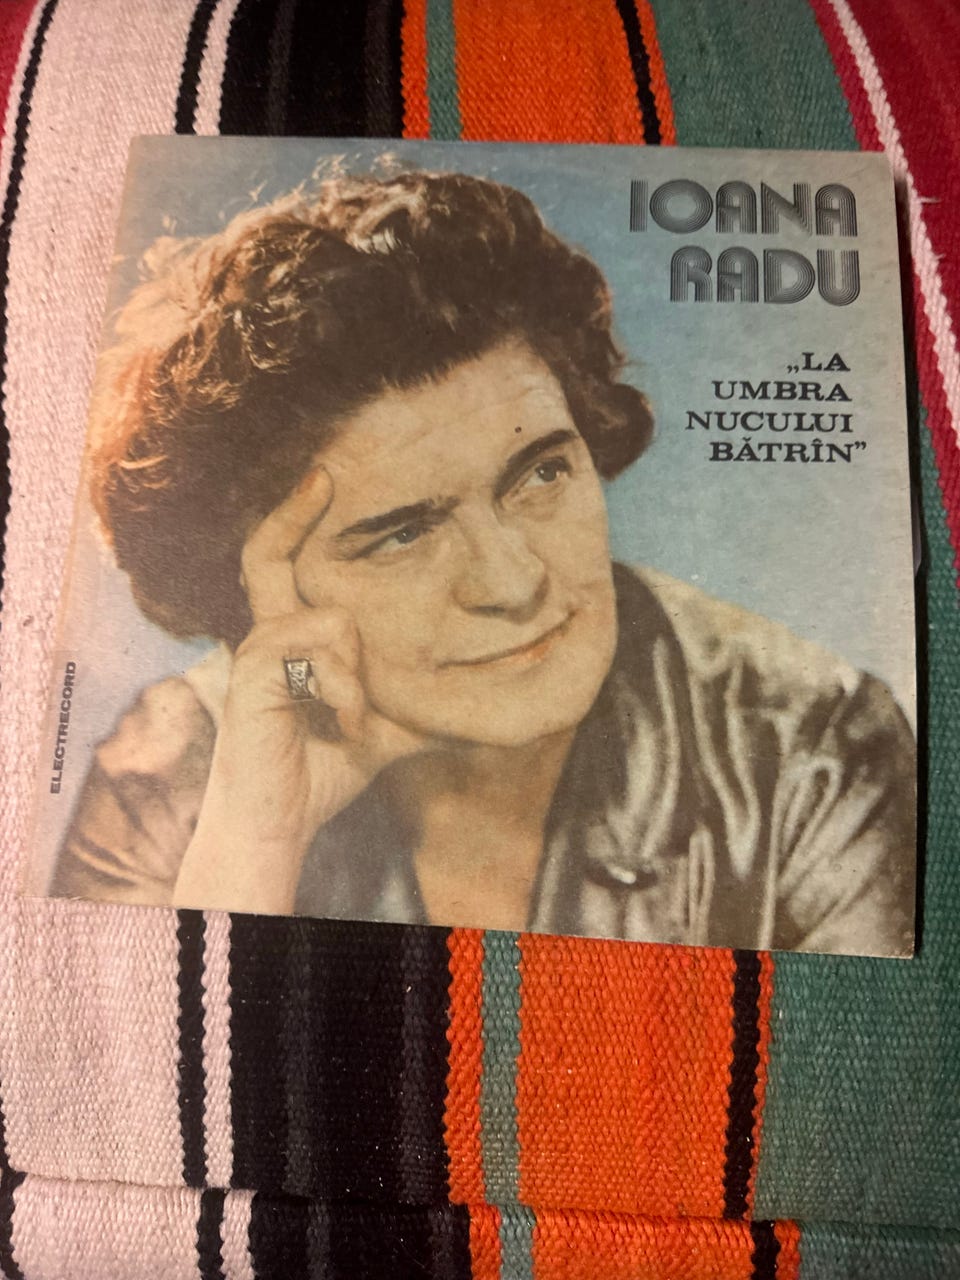 IOANA
RADU
„LA
UMBRA
NUCULUI
BĂTRÎN”
ELECTRECORD